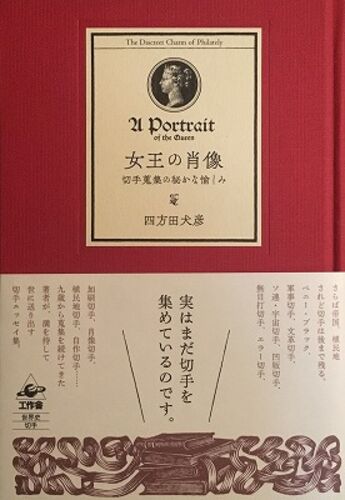 The Discreet Charm of Philately
A Portrait
of the Queen
女王の肖像
切手蒐集の秘かな愉しみ
四方田犬彦
さらば帝国、植民地
されど切手は後まで残る。
ペニー・ブラック、
軍事切手、文革切手、
ソ連・宇宙切手、凹版切手、
無目打切手、エラー切手、
実はまだ切手を
集めているのです。
加刷切手、肖像切手、
植民地切手、自作切手……
九歳から蒐集を続けてきた
著者が、満を持して
世に送り出す
切手エッセイ集。
工作舎
世界史
切手